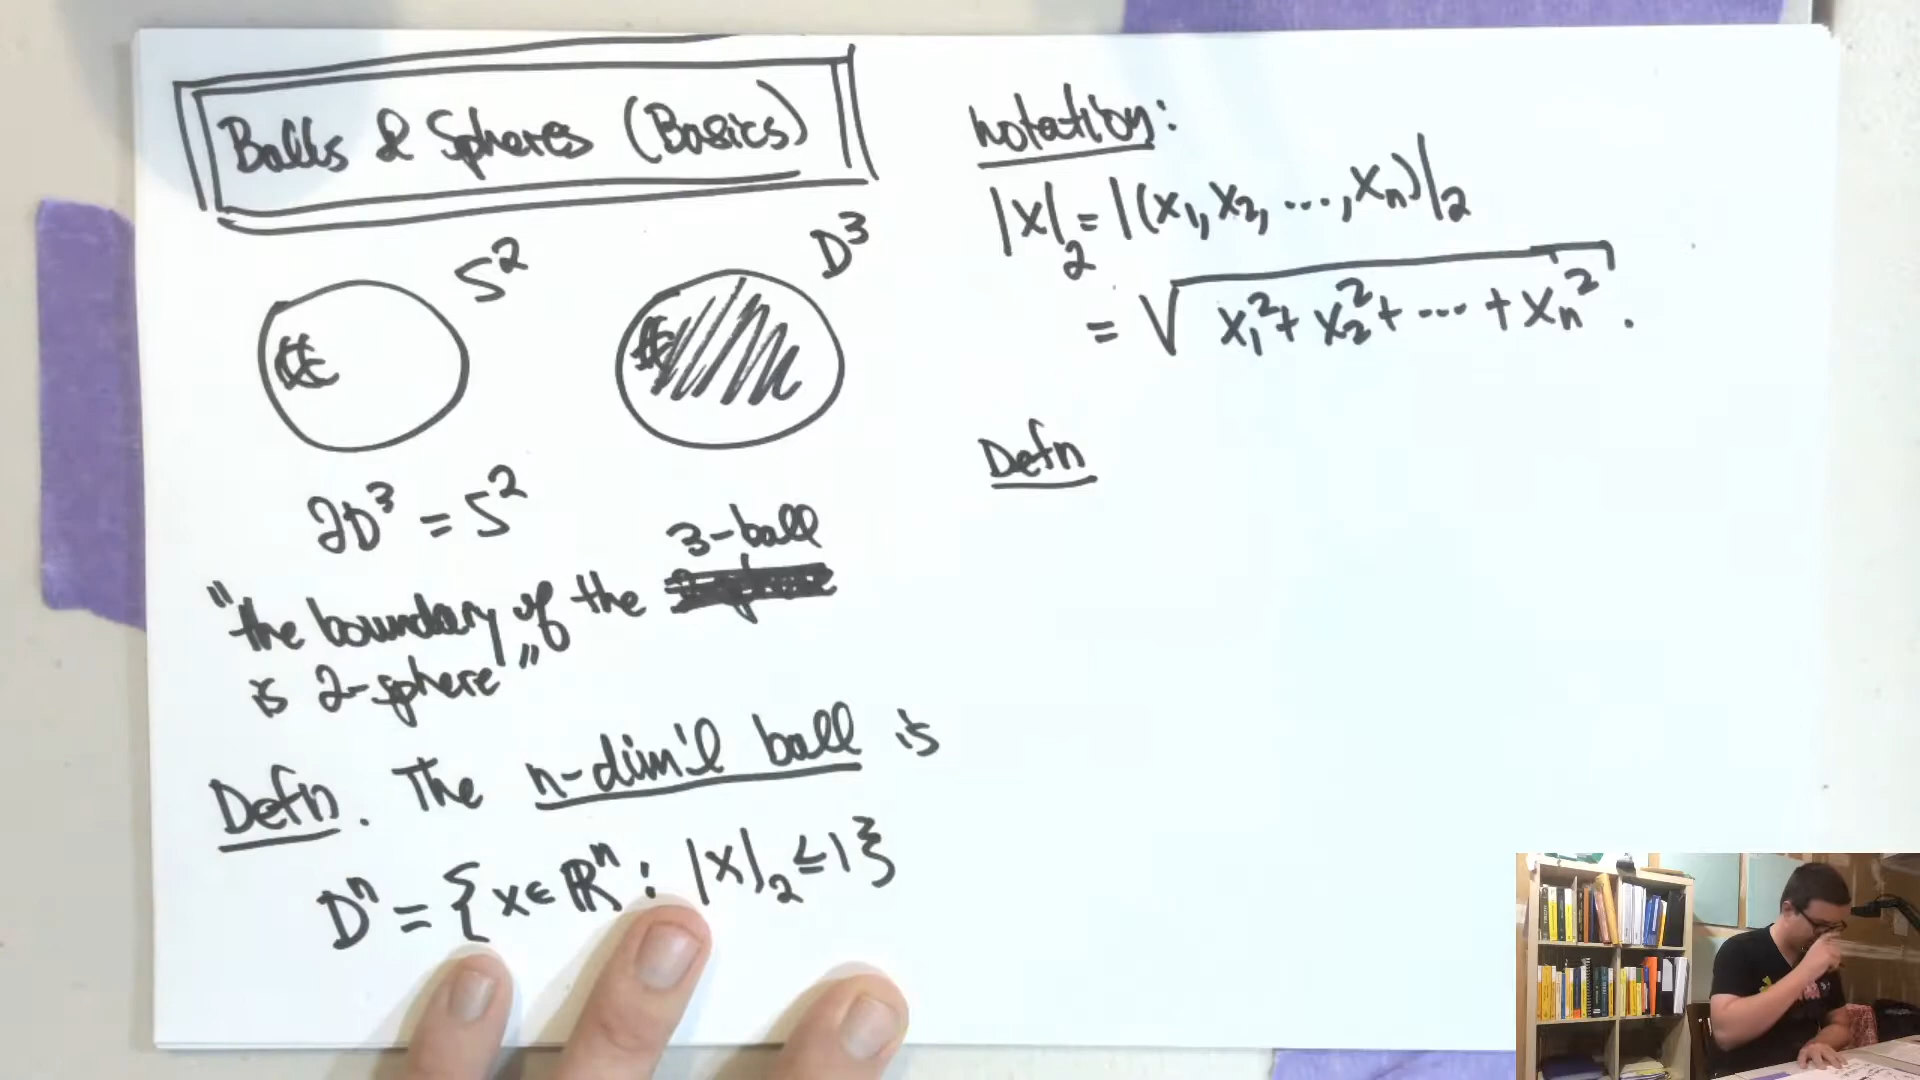 Balls & Spheres (Basics)
S²
D³
∂D³ = S²
3-ball
"the boundary of the
is 2-sphere"
Defn. The n-dim'l ball is
Dⁿ = {x ∈ ℝⁿ : |x|₂ ≤ 1}
notation:
|x|₂ = |(x₁, x₂, ..., xₙ)|₂
= √(x₁² + x₂² + ⋯ + xₙ²).
Defn